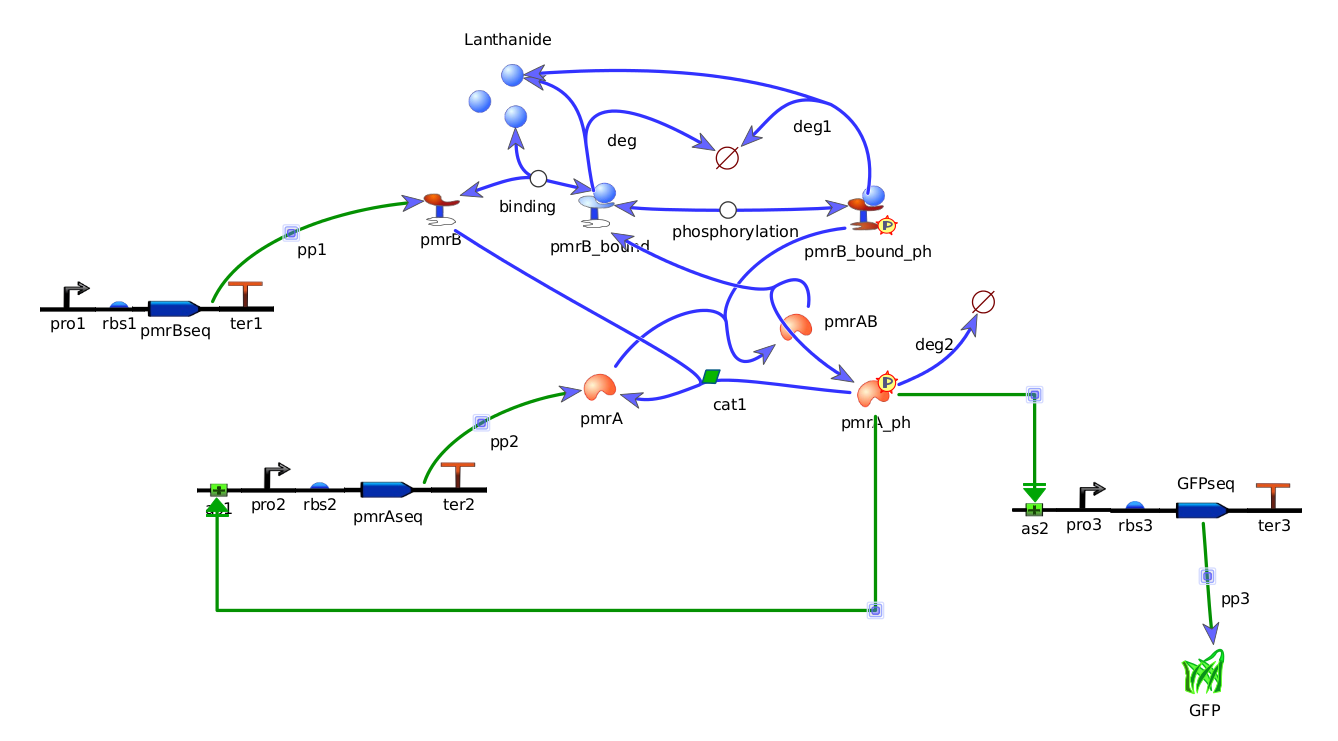 Lanthanide
deg1
deg
binding
phosphorylation
pmrB
pmrB_bound
pmrB_bound_ph
pp1
pro1
rbs1
pmrBseq
ter1
pmrAB
deg2
cat1
pmrA
pmrA_ph
pp2
as1
pro2
rbs2
pmrAseq
ter2
GFPseq
as2
pro3
rbs3
ter3
pp3
GFP
P
P